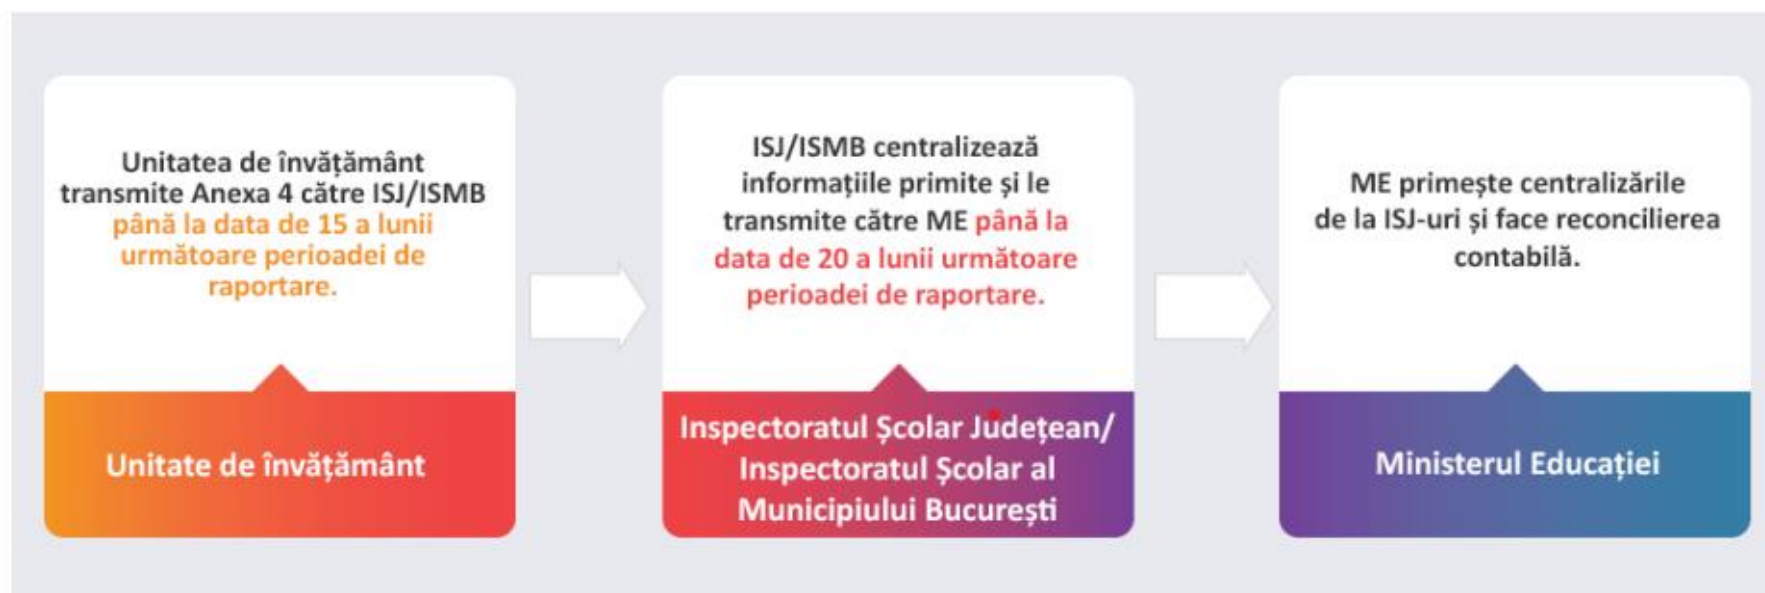 Unitatea de învățământ
transmite Anexa 4 către ISJ/ISMB
până la data de 15 a lunii
următoare perioadei de
raportare.
Unitate de învățământ
ISJ/ISMB centralizează
informațiile primite și le
transmite către ME până la
data de 20 a lunii următoare
perioadei de raportare.
Inspectoratul Școlar Județean/
Inspectoratul Școlar al
Municipiului București
ME primește centralizările
de la ISJ-uri și face reconcilierea
contabilă.
Ministerul Educației